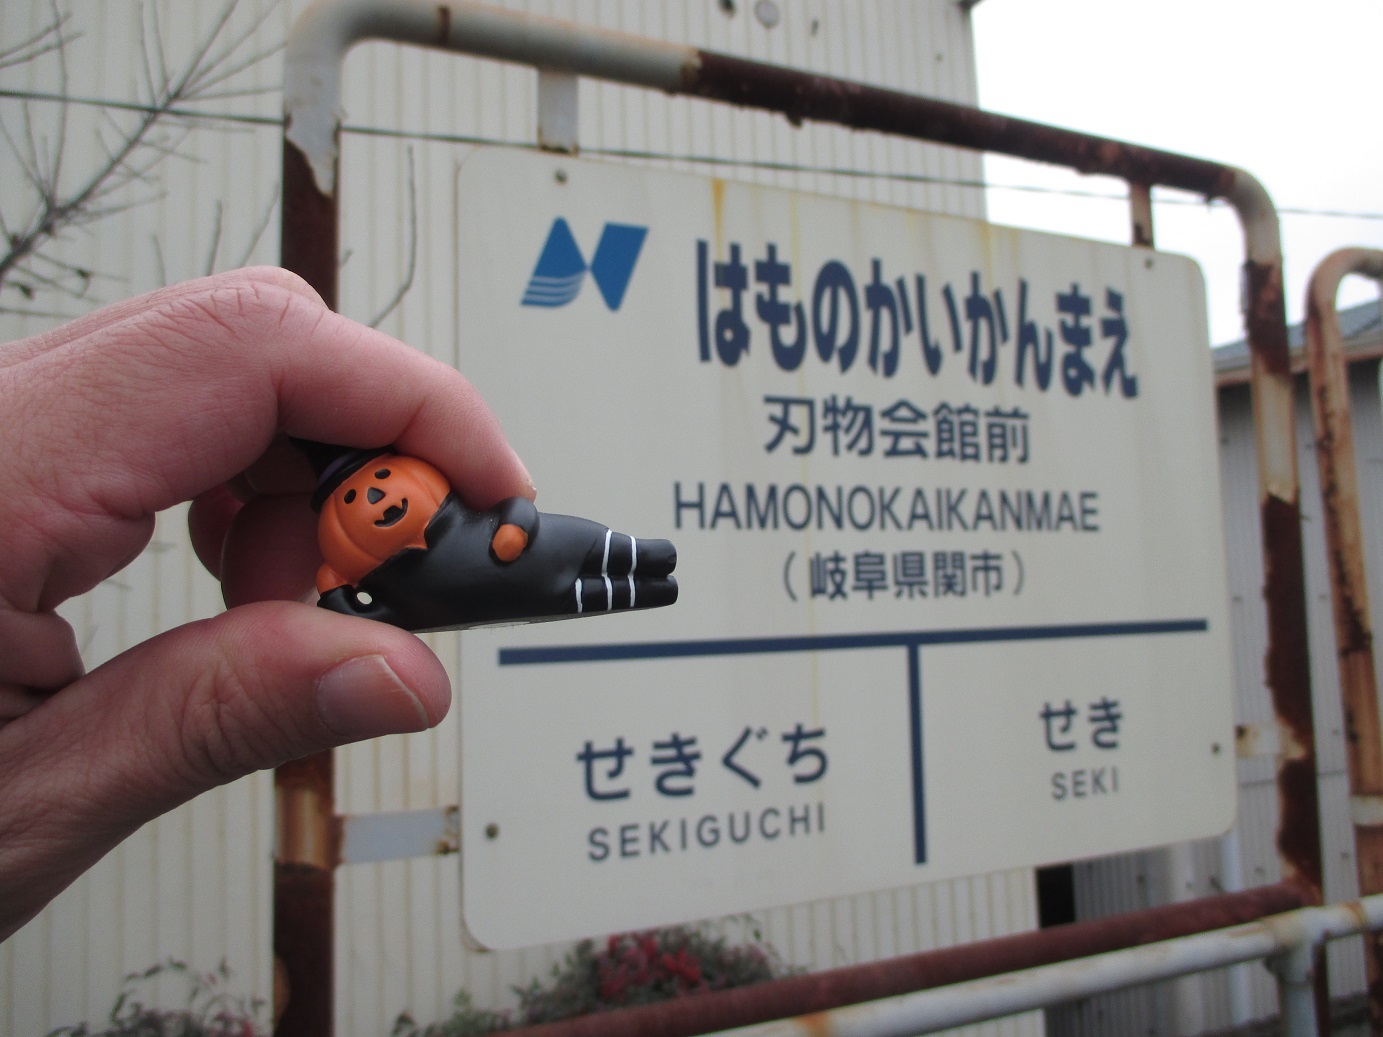 はものかいかんまえ
刃物会館前
HAMONOKAIKANMAE
(岐阜県関市)
せきぐち
SEKIGUCHI
せき
SEKI